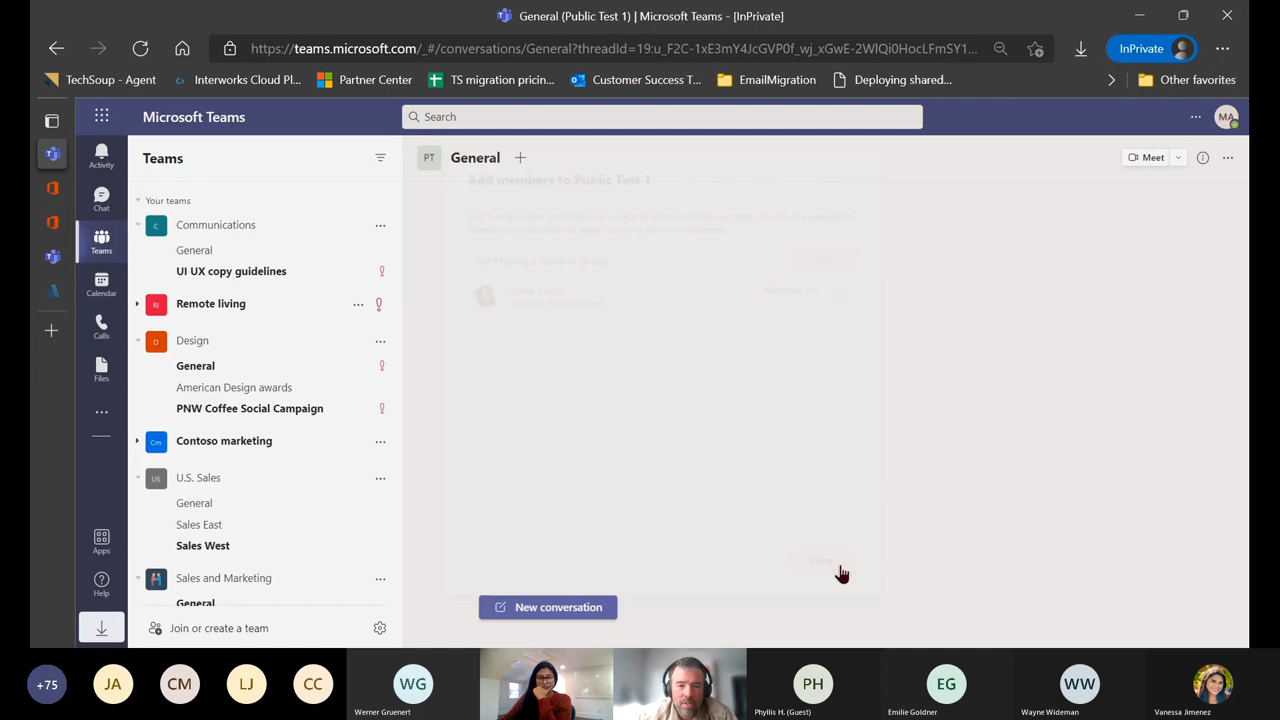 General (Public Test 1) | Microsoft Teams - [InPrivate]
https://teams.microsoft.com/_#/conversations/General?threadId=19:u_F2C-1xE3mY4JcGVP0f_wj_xGwE-2WlQi0HocLFmSY1...
InPrivate
TechSoup - Agent
Interworks Cloud Pl...
Partner Center
TS migration pricin...
Customer Success T...
EmailMigration
Deploying shared...
Other favorites
Microsoft Teams
Search
MA
Activity
Chat
Teams
Calendar
Calls
Files
Apps
Help
Teams
Your teams
C Communications
General
UI UX copy guidelines
Rl Remote living
D Design
General
American Design awards
PNW Coffee Social Campaign
Cm Contoso marketing
US U.S. Sales
General
Sales East
Sales West
Sales and Marketing
General
Join or create a team
PT General
Meet
Add members to Public Test 1
Close
New conversation
+75
JA
CM
LJ
CC
WG
Werner Gruenert
PH
Phyllis H. (Guest)
EG
Emilie Goldner
WW
Wayne Wideman
Vanessa Jimenez